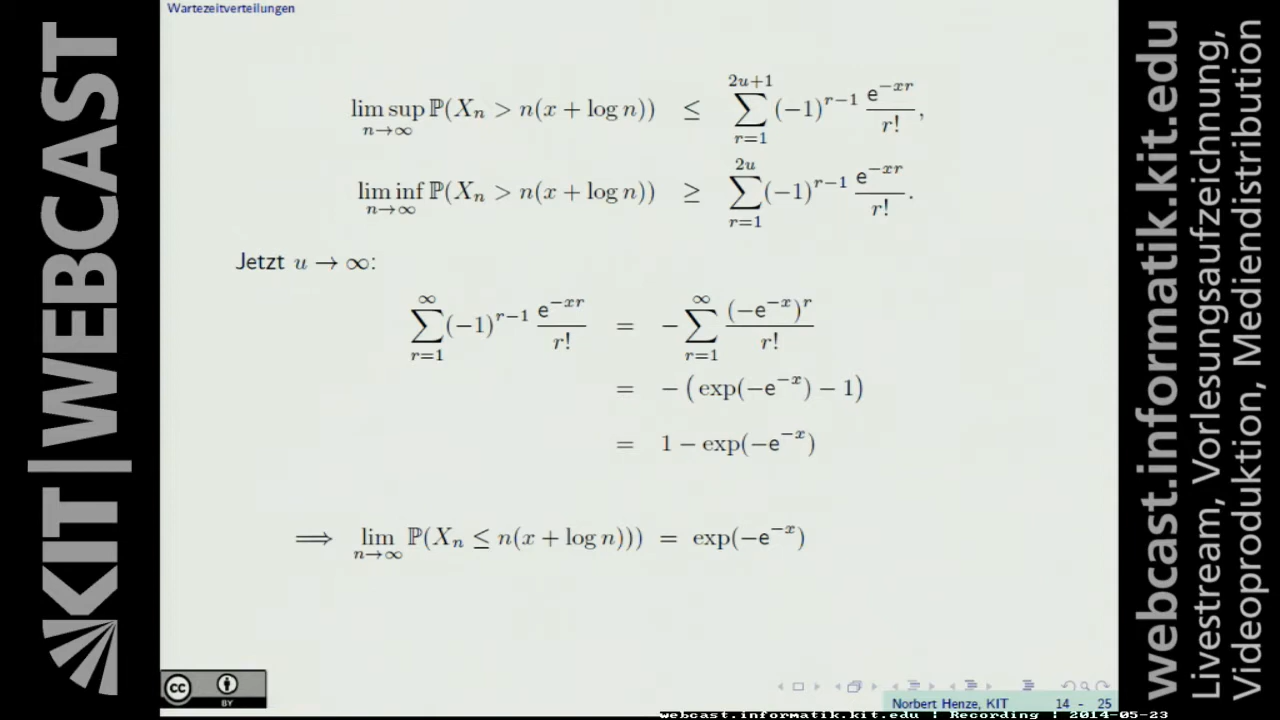 Wartezeitverteilungen
lim sup_{n→∞} ℙ(X_n > n(x + log n)) ≤ ∑_{r=1}^{2u+1} (−1)^{r−1} e^{−xr}/r! ,
lim inf_{n→∞} ℙ(X_n > n(x + log n)) ≥ ∑_{r=1}^{2u} (−1)^{r−1} e^{−xr}/r! .
Jetzt u → ∞:
∑_{r=1}^{∞} (−1)^{r−1} e^{−xr}/r! = −∑_{r=1}^{∞} (−e^{−x})^r/r!
= −(exp(−e^{−x}) − 1)
= 1 − exp(−e^{−x})
⟹ lim_{n→∞} ℙ(X_n ≤ n(x + log n))) = exp(−e^{−x})
Norbert Henze, KIT 14 - 25
webcast.informatik.kit.edu | Recording | 2014-05-23
cc BY
KIT | WEBCAST
webcast.informatik.kit.edu
Livestream, Vorlesungsaufzeichnung,
Videoproduktion, Mediendistribution